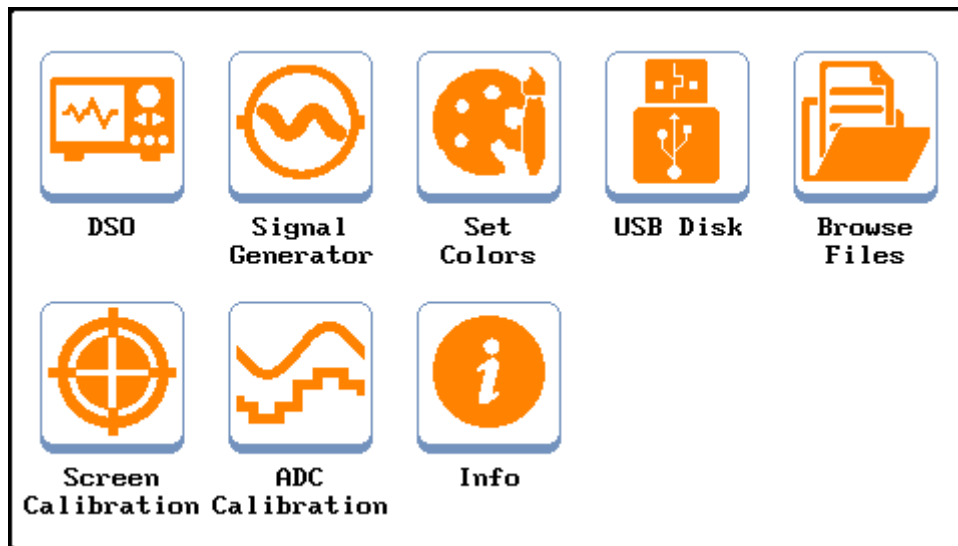 DSO
Signal
Generator
Set
Colors
USB Disk
Browse
Files
Screen
Calibration
ADC
Calibration
Info